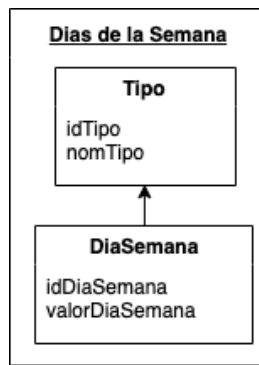 Dias de la Semana
Tipo
idTipo
nomTipo
DiaSemana
idDiaSemana
valorDiaSemana